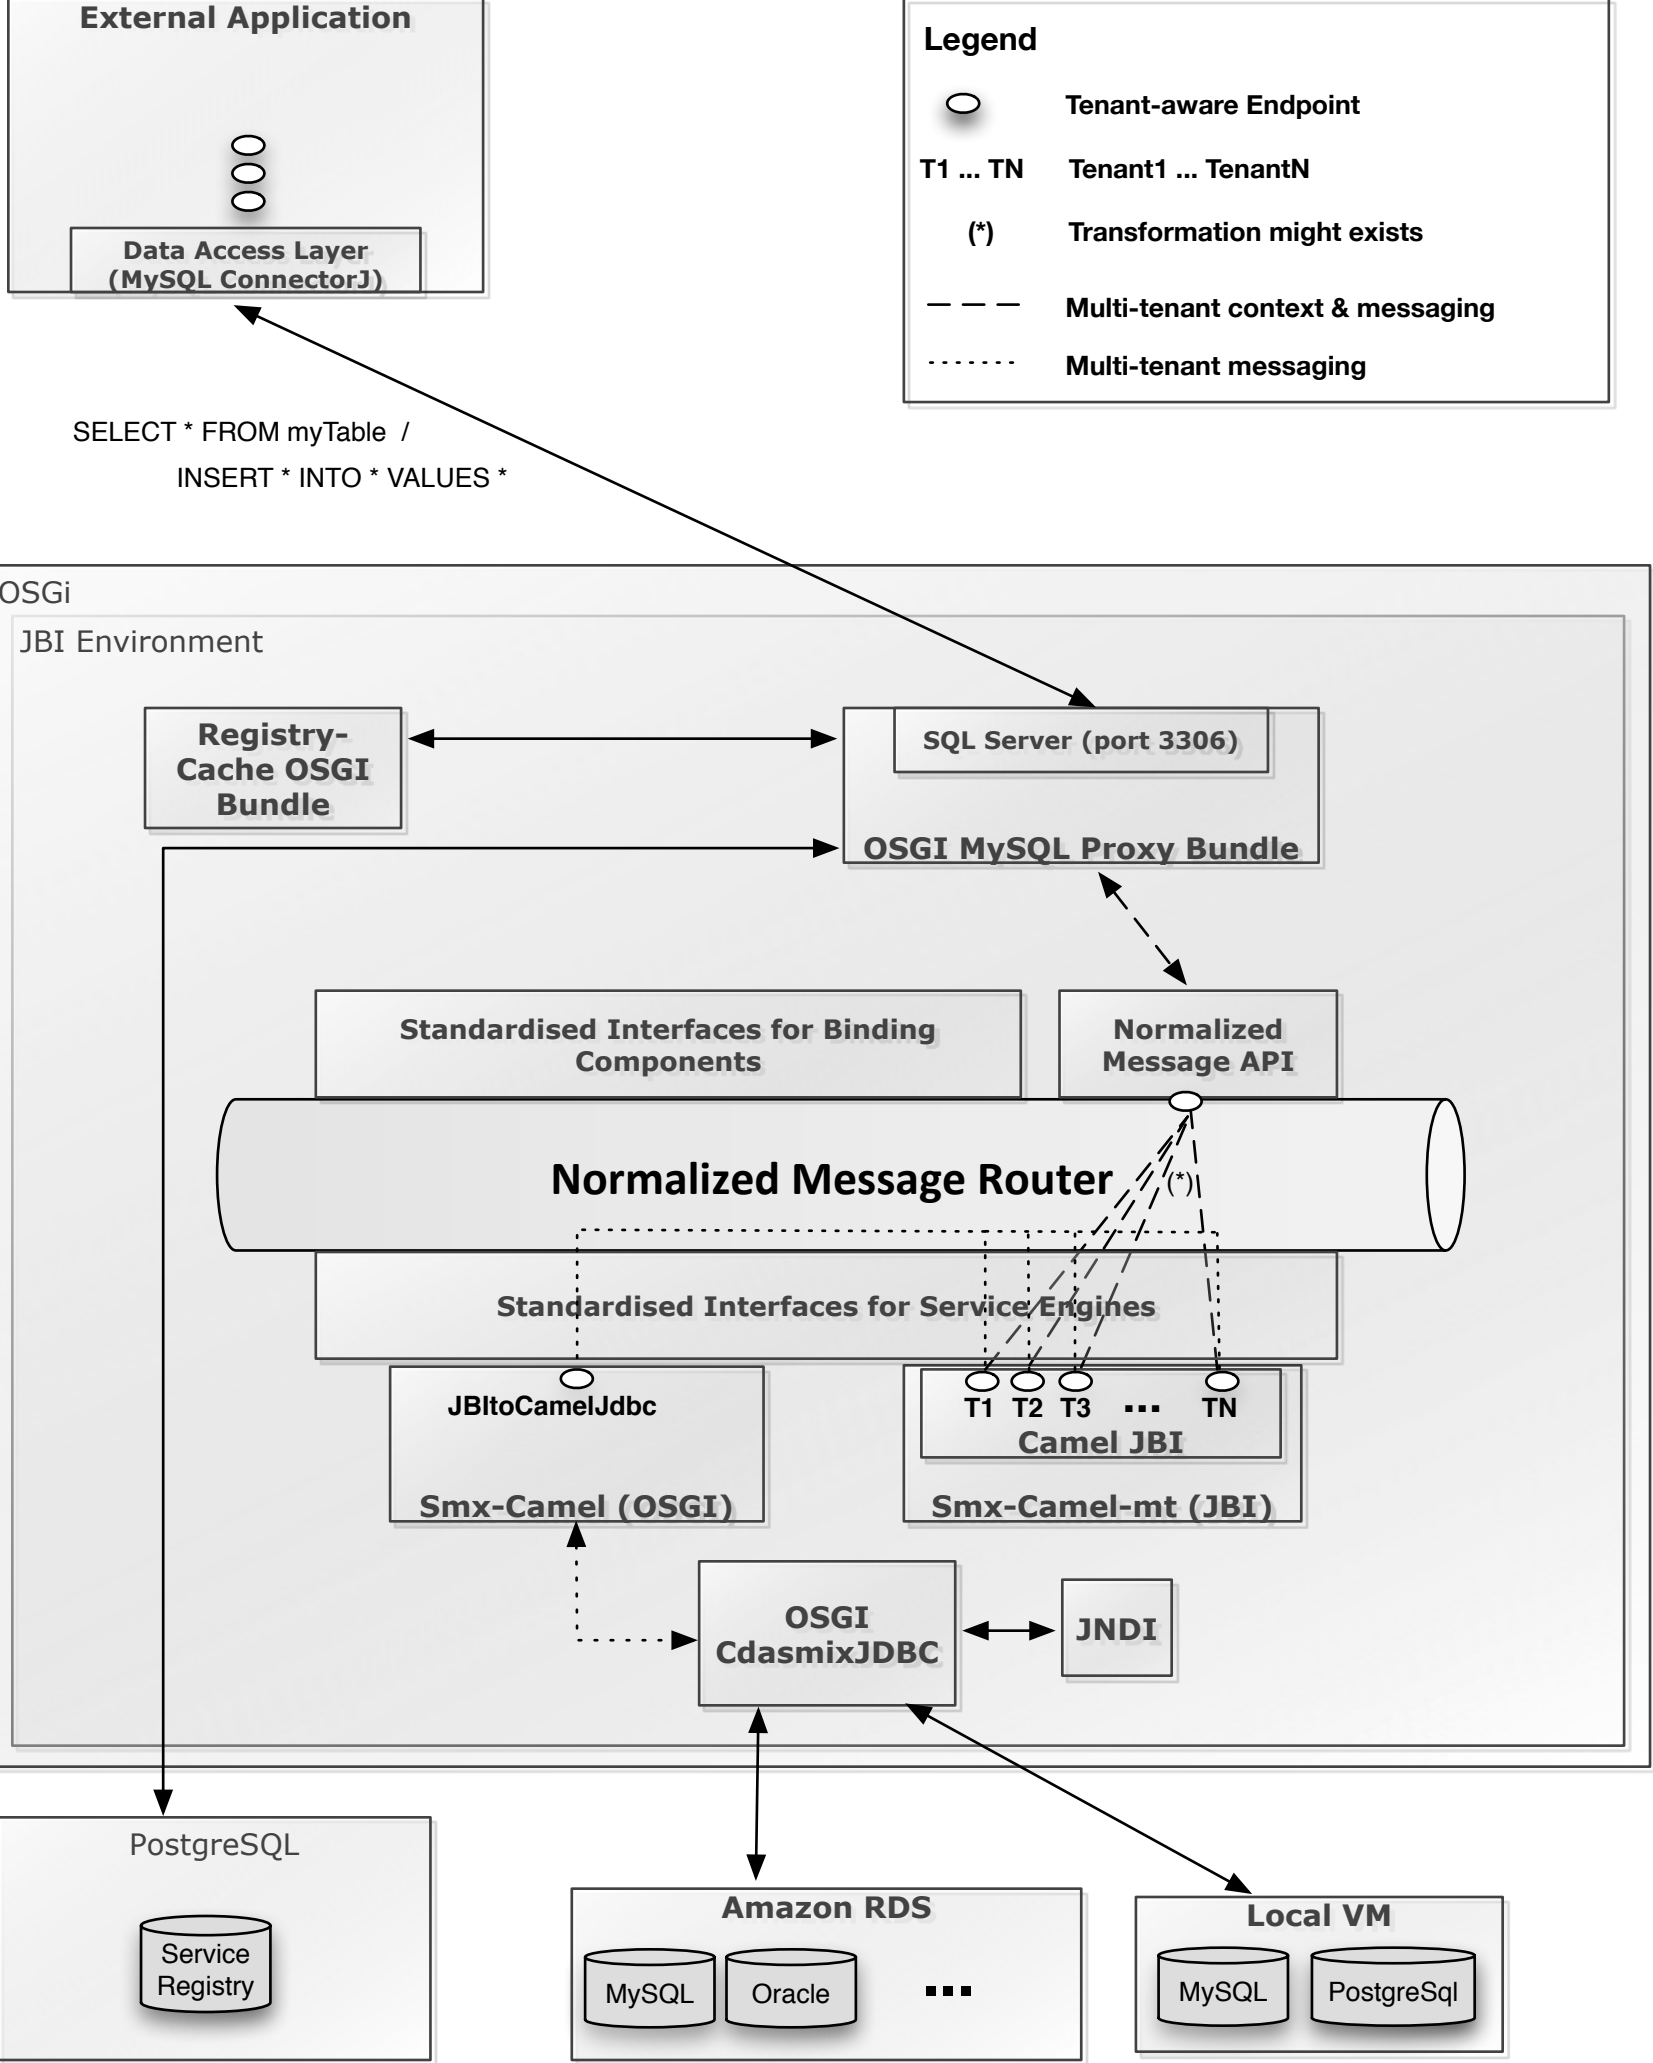 External Application
Data Access Layer
(MySQL ConnectorJ)
Legend
Tenant-aware Endpoint
T1 ... TN Tenant1 ... TenantN
(*) Transformation might exists
Multi-tenant context & messaging
Multi-tenant messaging
SELECT * FROM myTable /
INSERT * INTO * VALUES *
OSGi
JBI Environment
Registry-
Cache OSGI
Bundle
SQL Server (port 3306)
OSGI MySQL Proxy Bundle
Standardised Interfaces for Binding
Components
Normalized
Message API
Normalized Message Router
(*)
Standardised Interfaces for Service Engines
JBItoCamelJdbc
Smx-Camel (OSGI)
T1 T2 T3 ... TN
Camel JBI
Smx-Camel-mt (JBI)
OSGI
CdasmixJDBC
JNDI
PostgreSQL
Service
Registry
Amazon RDS
MySQL
Oracle
...
Local VM
MySQL
PostgreSql